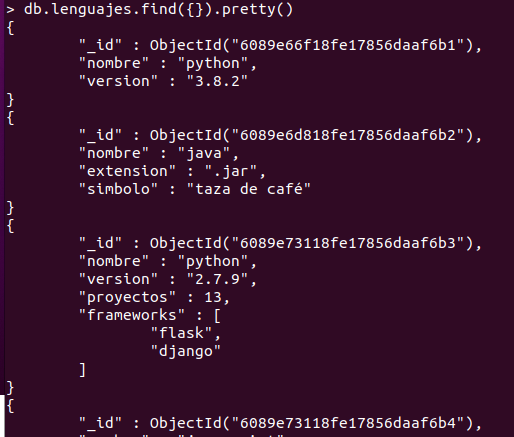 > db.lenguajes.find({}).pretty()
{
"_id" : ObjectId("6089e66f18fe17856daaf6b1"),
"nombre" : "python",
"version" : "3.8.2"
}
{
"_id" : ObjectId("6089e6d818fe17856daaf6b2"),
"nombre" : "java",
"extension" : ".jar",
"simbolo" : "taza de café"
}
{
"_id" : ObjectId("6089e73118fe17856daaf6b3"),
"nombre" : "python",
"version" : "2.7.9",
"proyectos" : 13,
"frameworks" : [
"flask",
"django"
]
}
{
"_id" : ObjectId("6089e73118fe17856daaf6b4"),